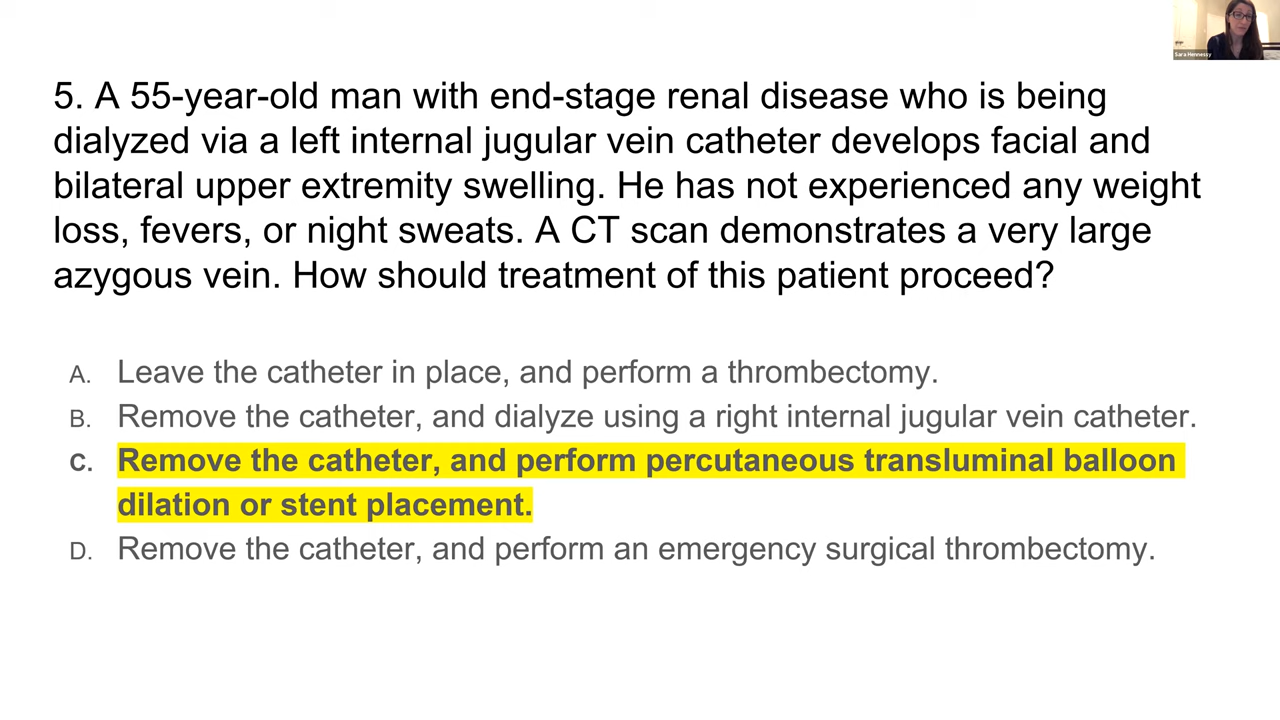 Sara Hennessy
5. A 55-year-old man with end-stage renal disease who is being
dialyzed via a left internal jugular vein catheter develops facial and
bilateral upper extremity swelling. He has not experienced any weight
loss, fevers, or night sweats. A CT scan demonstrates a very large
azygous vein. How should treatment of this patient proceed?
A. Leave the catheter in place, and perform a thrombectomy.
B. Remove the catheter, and dialyze using a right internal jugular vein catheter.
C. Remove the catheter, and perform percutaneous transluminal balloon
dilation or stent placement.
D. Remove the catheter, and perform an emergency surgical thrombectomy.